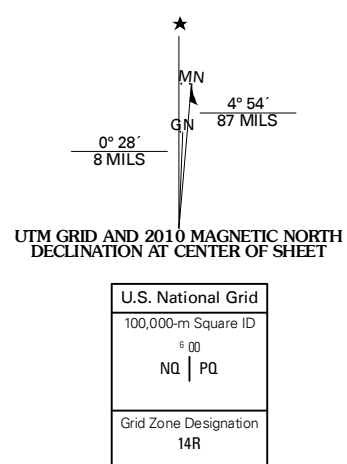 ★
MN
4° 54´
87 MILS
GN
0° 28´
8 MILS
UTM GRID AND 2010 MAGNETIC NORTH
DECLINATION AT CENTER OF SHEET
U.S. National Grid
100,000-m Square ID
6 00
NQ PQ
Grid Zone Designation
14R